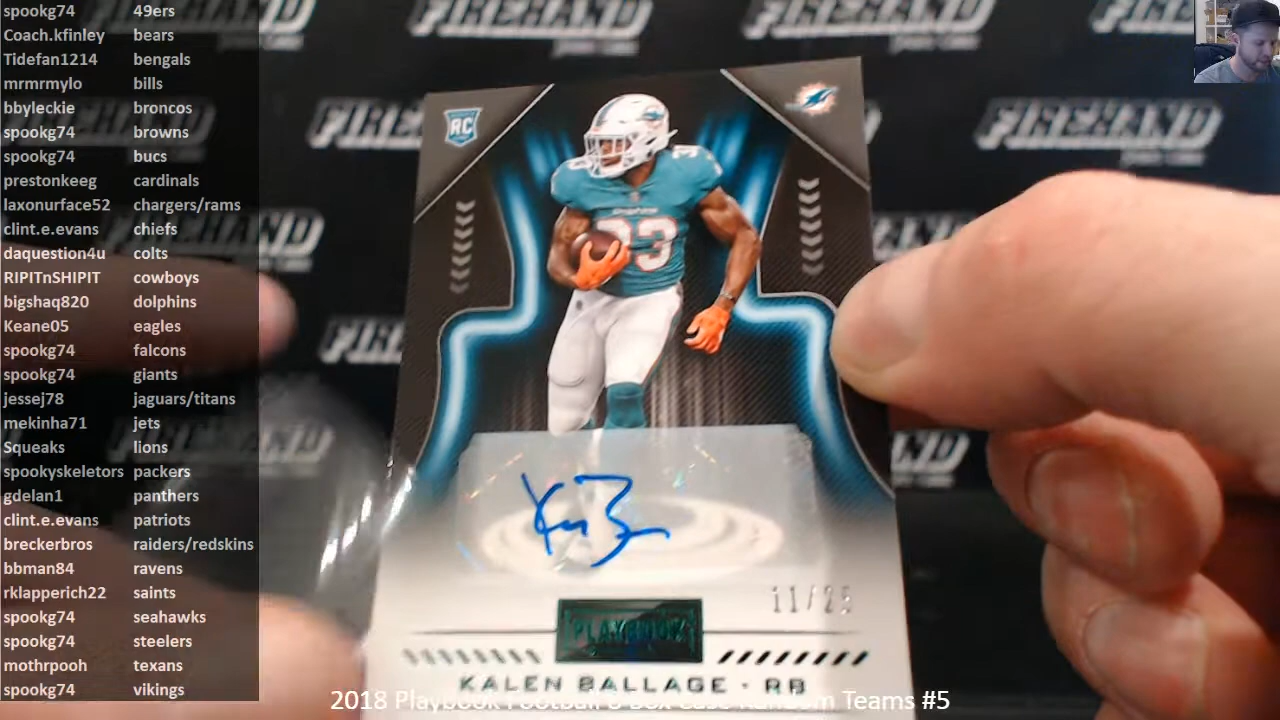 spookg74 49ers
Coach.kfinley bears
Tidefan1214 bengals
mrmrmylo bills
bbyleckie broncos
spookg74 browns
spookg74 bucs
prestonkeeg cardinals
laxonurface52 chargers/rams
clint.e.evans chiefs
daquestion4u colts
RIPITnSHIPIT cowboys
bigshaq820 dolphins
Keane05 eagles
spookg74 falcons
spookg74 giants
jessej78 jaguars/titans
mekinha71 jets
Squeaks lions
spookyskeletors packers
gdelan1 panthers
clint.e.evans patriots
breckerbros raiders/redskins
bbman84 ravens
rklapperich22 saints
spookg74 seahawks
spookg74 steelers
mothrpooh texans
spookg74 vikings
FIREHAND
RC
33
11/25
PLAYBOOK
KALEN BALLAGE · RB
2018 Playbook Football 8 Box Case Random Teams #5